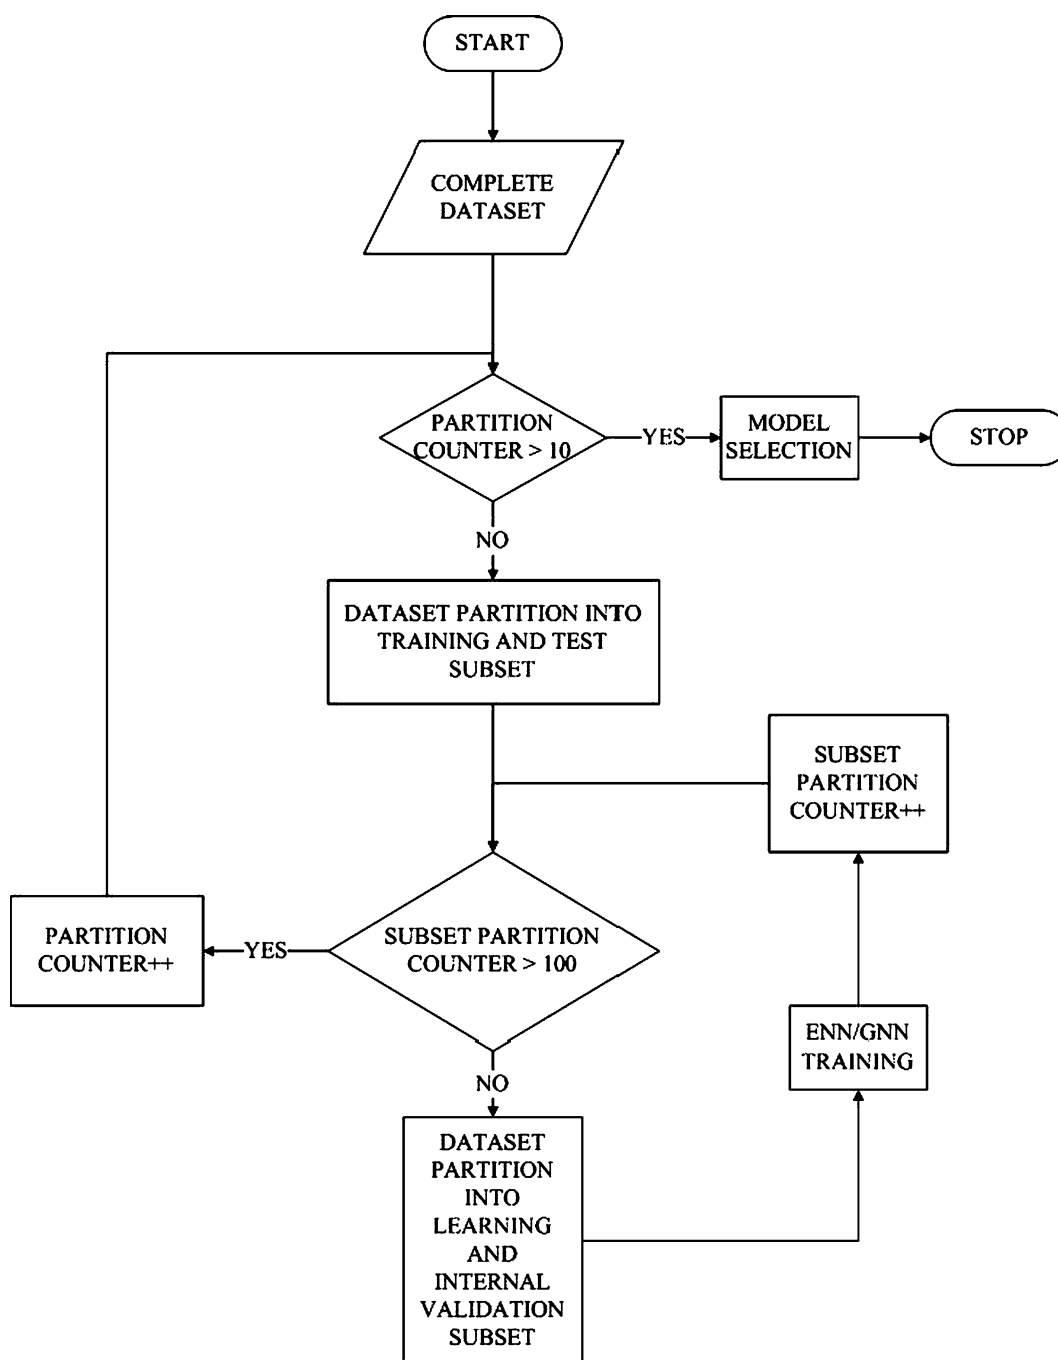 START
COMPLETE
DATASET
PARTITION
COUNTER > 10
YES
MODEL
SELECTION
STOP
NO
DATASET PARTITION INTO
TRAINING AND TEST
SUBSET
SUBSET
PARTITION
COUNTER++
PARTITION
COUNTER++
YES
SUBSET PARTITION
COUNTER > 100
ENN/GNN
TRAINING
NO
DATASET
PARTITION
INTO
LEARNING
AND
INTERNAL
VALIDATION
SUBSET